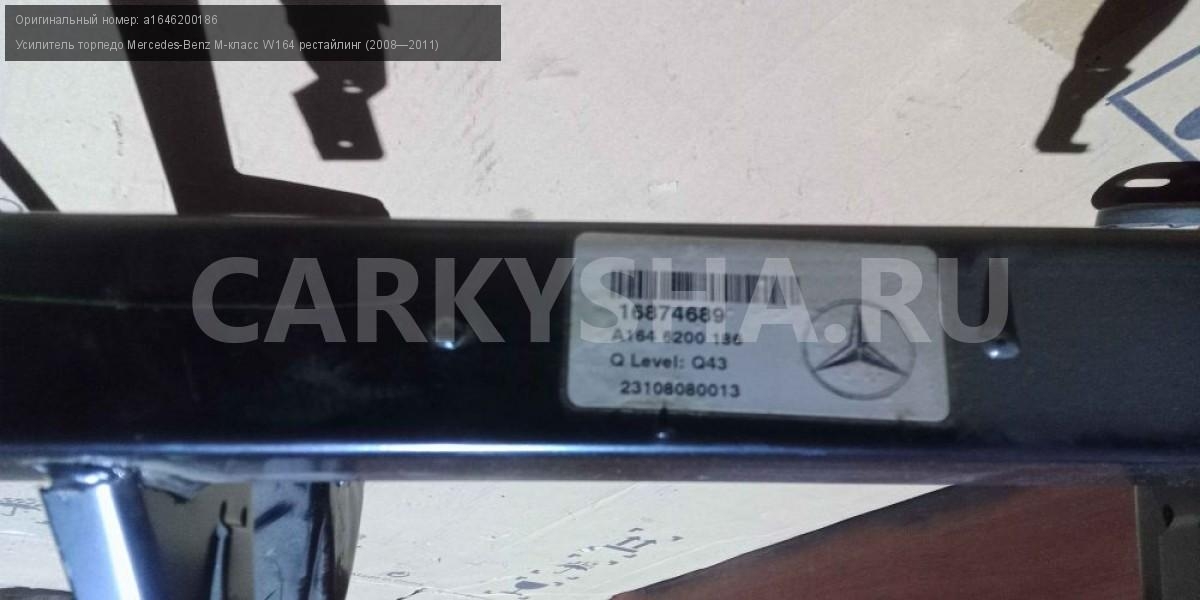 Оригинальный номер: a1646200186
Усилитель торпедо Mercedes-Benz М-класс W164 рестайлинг (2008—2011)
CARKYSHA.RU
16874689
A164 6200 186
Q Level: Q43
23108080013